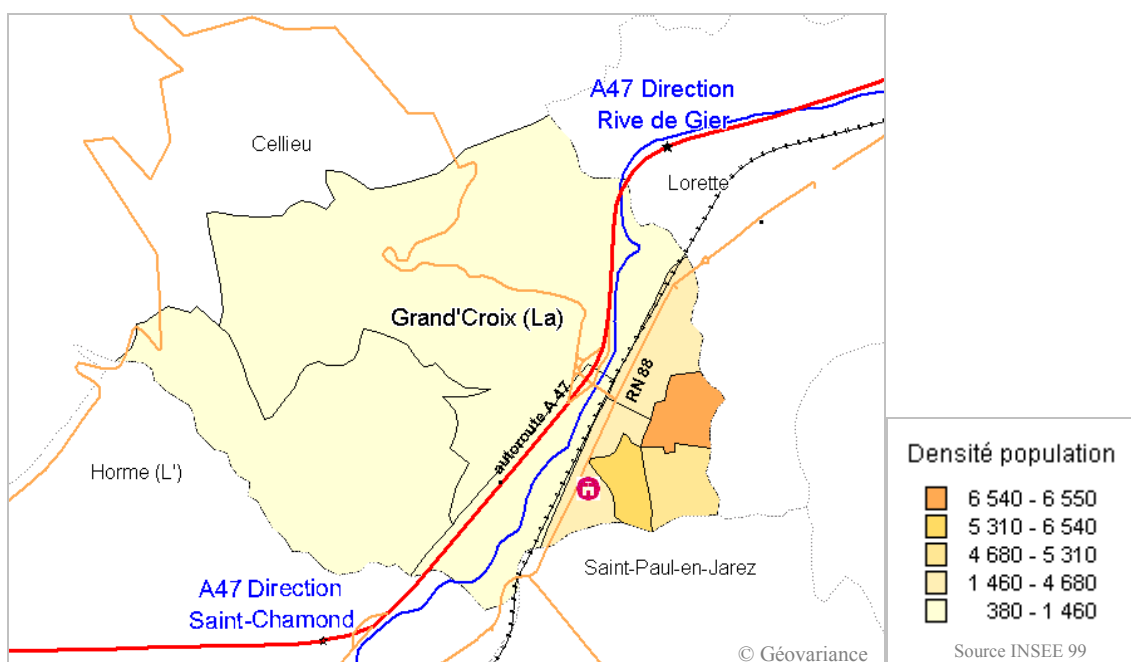 A47 Direction
Rive de Gier
Cellieu
Lorette
Grand'Croix (La)
RN 88
autoroute A 47
Horme (L')
Saint-Paul-en-Jarez
A47 Direction
Saint-Chamond
© Géovariance
Densité population
6 540 - 6 550
5 310 - 6 540
4 680 - 5 310
1 460 - 4 680
380 - 1 460
Source INSEE 99